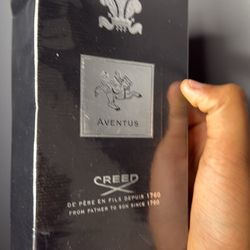 AVENTUS
CREED
DE PÈRE EN FILS DEPUIS 1760
FROM FATHER TO SON SINCE 1760